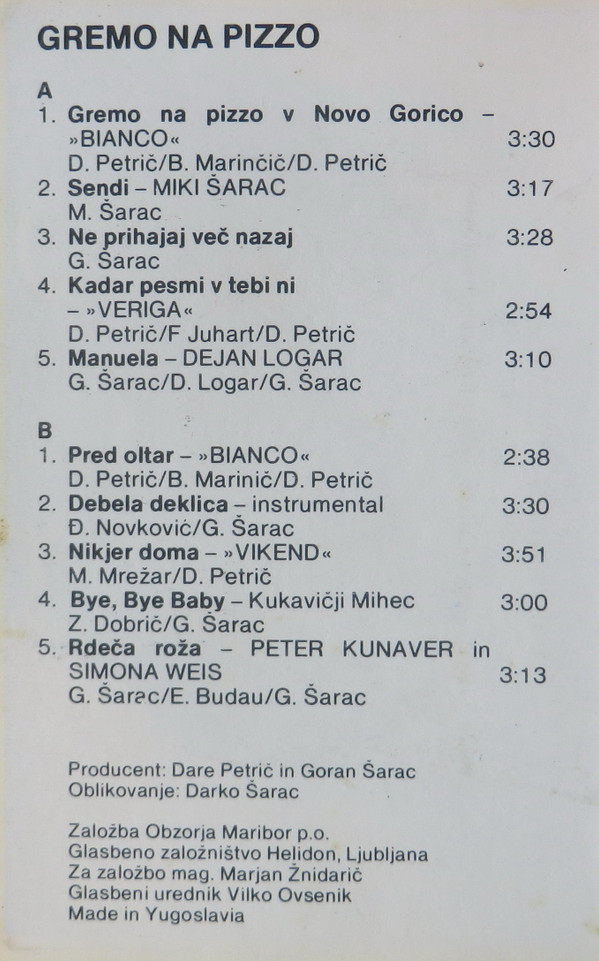 GREMO NA PIZZO
A
1. Gremo na pizzo v Novo Gorico –
»BIANCO« 3:30
D. Petrič/B. Marinčič/D. Petrič
2. Sendi – MIKI ŠARAC 3:17
M. Šarac
3. Ne prihajaj več nazaj 3:28
G. Šarac
4. Kadar pesmi v tebi ni
– »VERIGA« 2:54
D. Petrič/F Juhart/D. Petrič
5. Manuela – DEJAN LOGAR 3:10
G. Šarac/D. Logar/G. Šarac
B
1. Pred oltar – »BIANCO« 2:38
D. Petrič/B. Marinič/D. Petrič
2. Debela deklica – instrumental 3:30
Đ. Novković/G. Šarac
3. Nikjer doma – »VIKEND« 3:51
M. Mrežar/D. Petrič
4. Bye, Bye Baby – Kukavičji Mihec 3:00
Z. Dobrič/G. Šarac
5. Rdeča roža – PETER KUNAVER in
SIMONA WEIS 3:13
G. Šarac/E. Budau/G. Šarac
Producent: Dare Petrič in Goran Šarac
Oblikovanje: Darko Šarac
Založba Obzorja Maribor p.o.
Glasbeno založništvo Helidon, Ljubljana
Za založbo mag. Marjan Žnidarič
Glasbeni urednik Vilko Ovsenik
Made in Yugoslavia